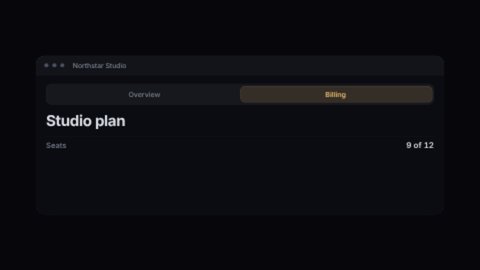 Northstar Studio
Overview
Billing
Studio plan
Seats
9 of 12